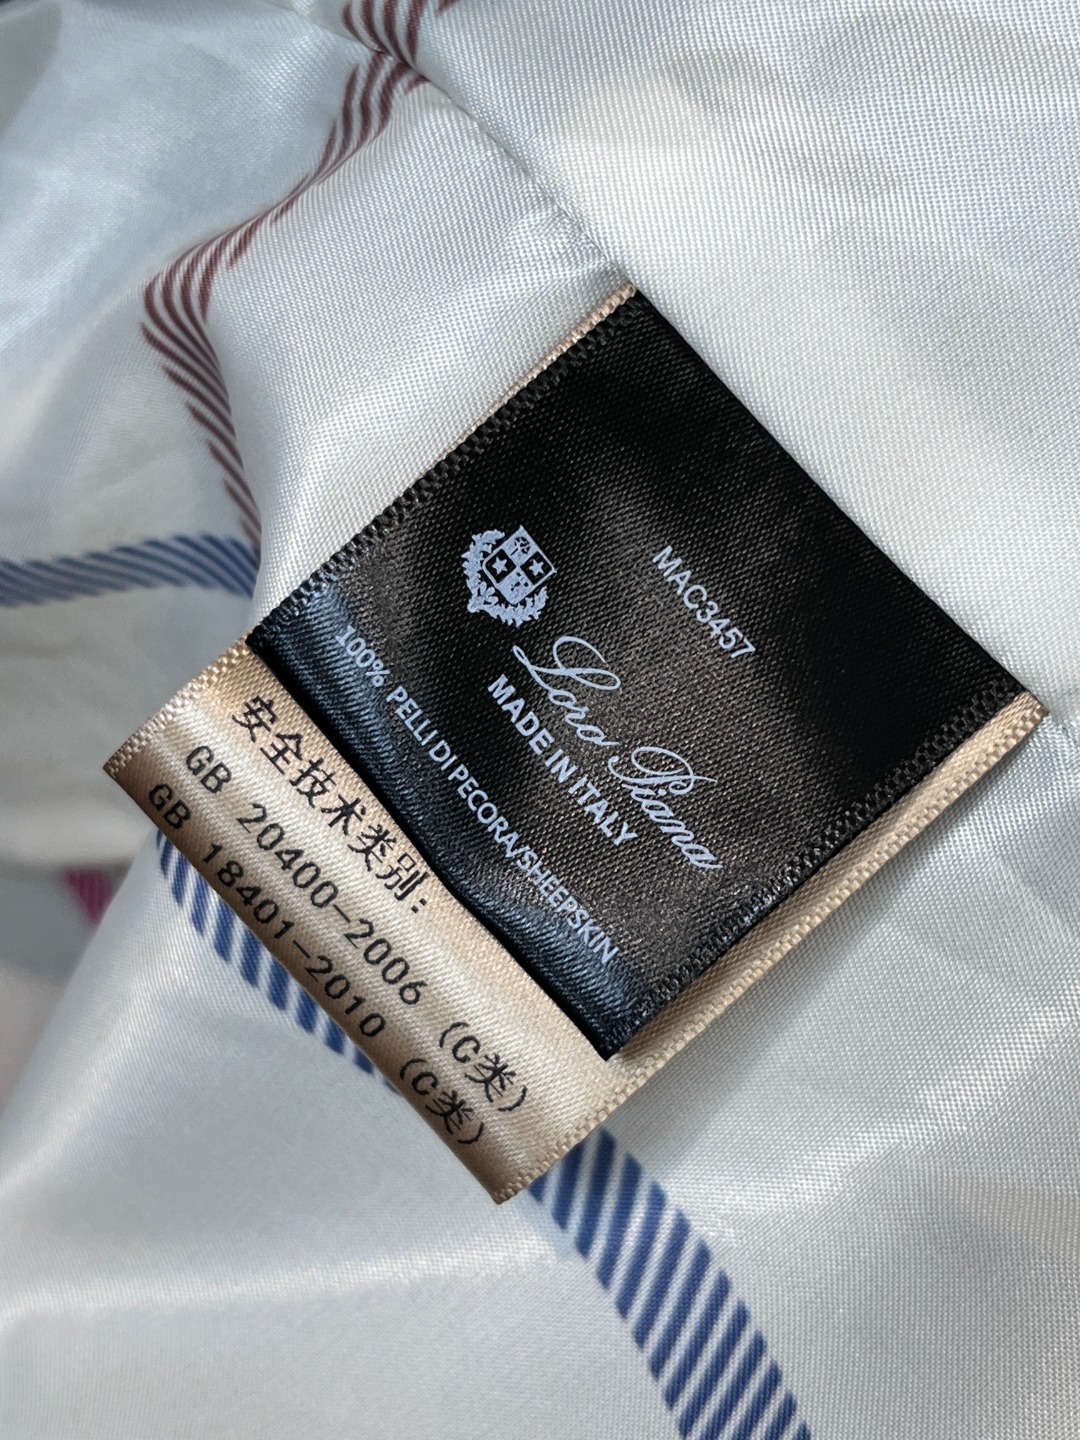 MAC3457
Loro Piana
MADE IN ITALY
100% PELLI DI PECORA/SHEEPSKIN
安全技术类别:
GB 20400-2006 (C类)
GB 18401-2010 (C类)